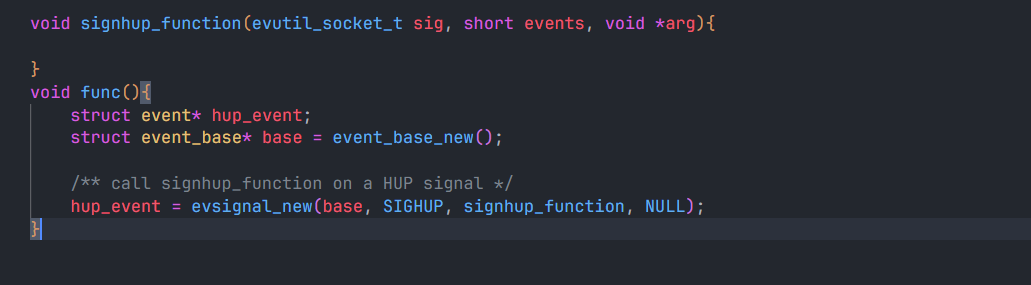 void signhup_function(evutil_socket_t sig, short events, void *arg){
}
void func(){
struct event* hup_event;
struct event_base* base = event_base_new();
/** call signhup_function on a HUP signal */
hup_event = evsignal_new(base, SIGHUP, signhup_function, NULL);
}